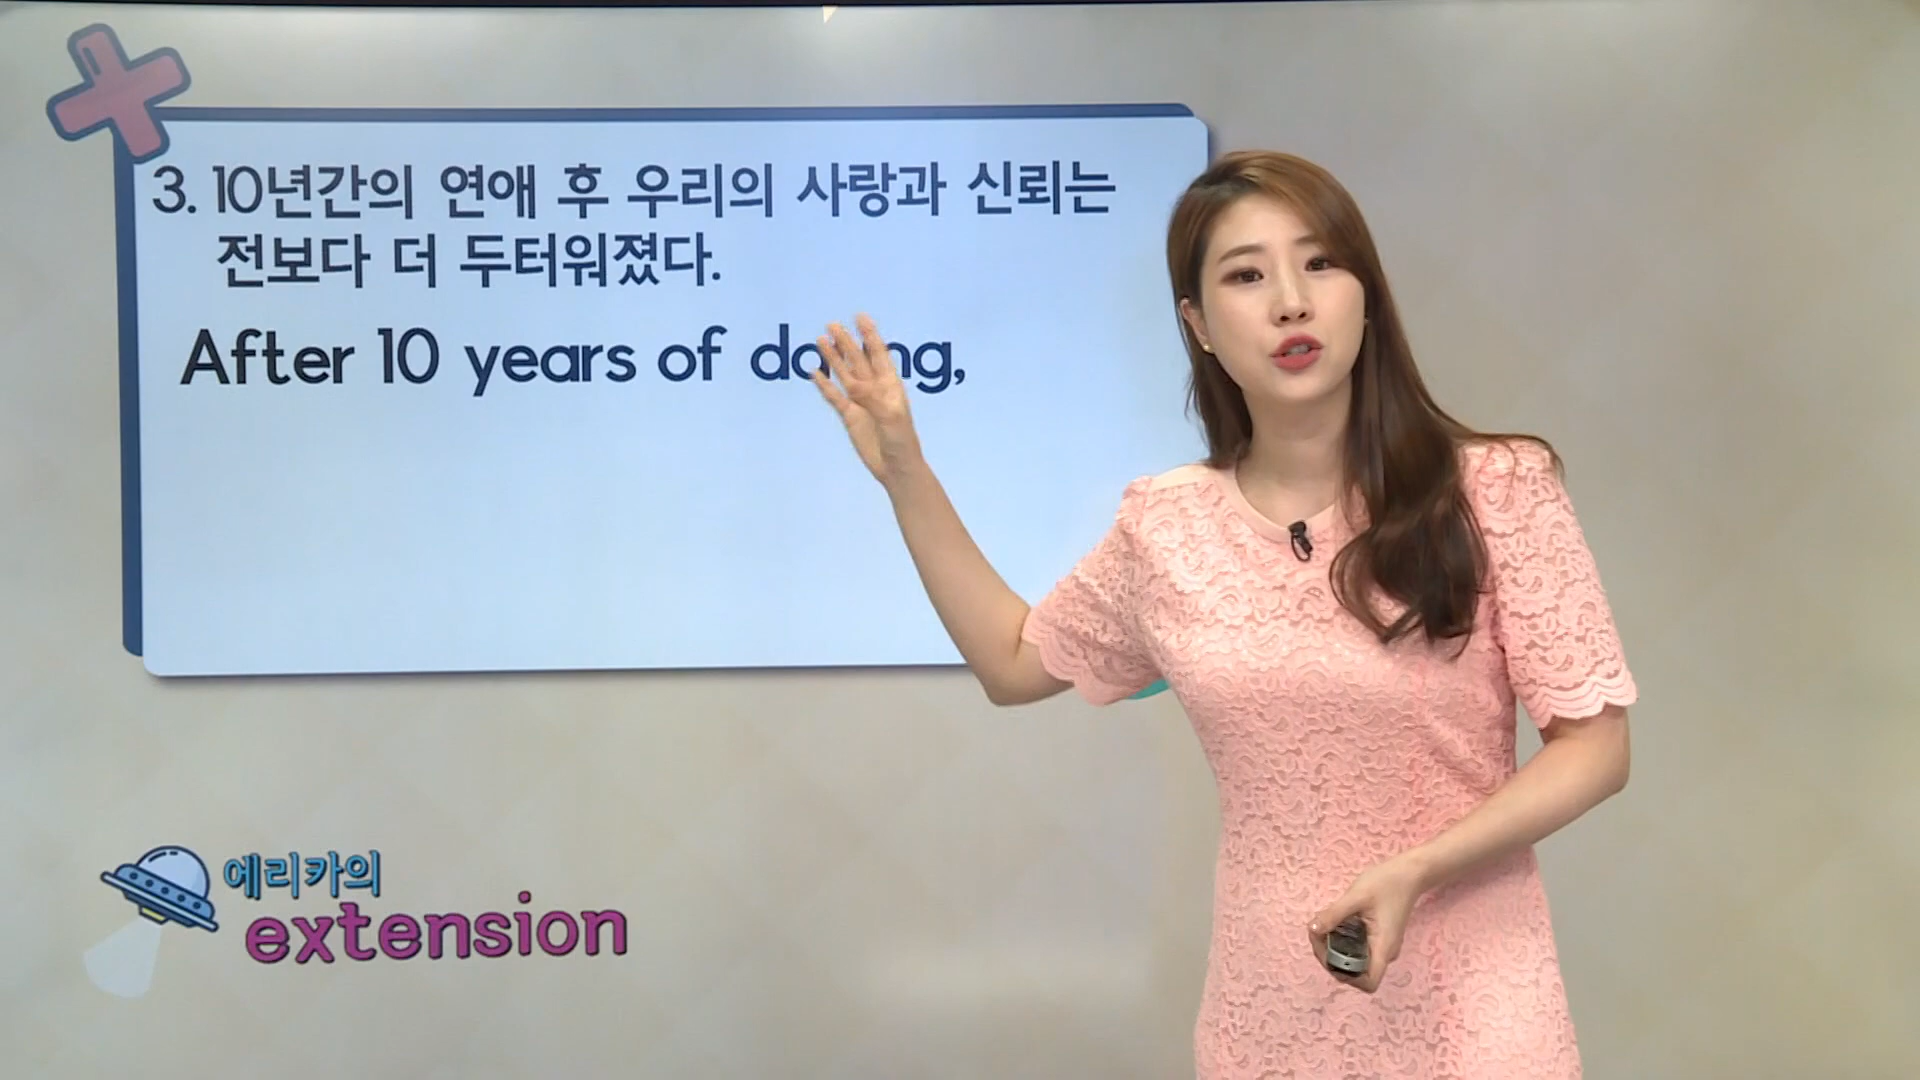 3. 10년간의 연애 후 우리의 사랑과 신뢰는
전보다 더 두터워졌다.
After 10 years of
에리카의
extension